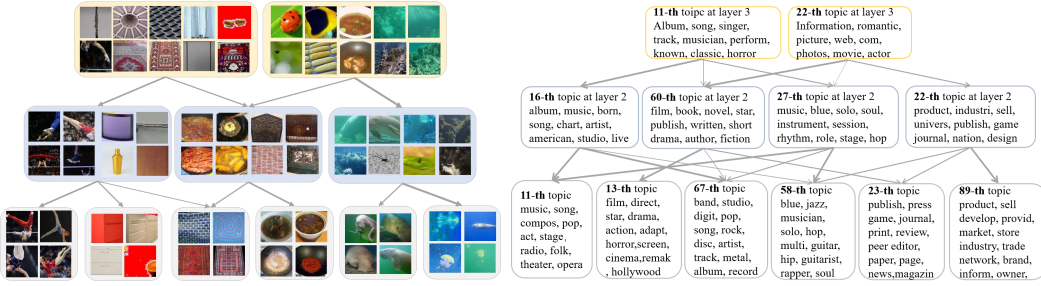 11-th toipc at layer 3
Album, song, singer,
track, musician, perform,
known, classic, horror
22-th topic at layer 3
Information, romantic,
picture, web, com,
photos, movie, actor
16-th topic at layer 2
album, music, born,
song, chart, artist,
american, studio, live
60-th topic at layer 2
film, book, novel, star,
publish, written, short
drama, author, fiction
27-th topic at layer 2
music, blue, solo, soul,
instrument, session,
rhythm, role, stage, hop
22-th topic at layer 2
product, industri, sell,
univers, publish, game
journal, nation, design
11-th topic
music, song,
compos, pop,
act, stage,
radio, folk,
theater, opera
13-th topic
film, direct,
star, drama,
action, adapt,
horror,screen,
cinema,remak
, hollywood
67-th topic
band, studio,
digit, pop,
song, rock,
disc, artist,
track, metal,
album, record
58-th topic
blue, jazz,
musician,
solo, hop,
multi, guitar,
hip, guitarist,
rapper, soul
23-th topic
publish, press
game, journal,
print, review,
peer editor,
paper, page,
news,magazin
89-th topic
product, sell
develop, provid,
market, store
industry, trade
network, brand,
inform, owner,